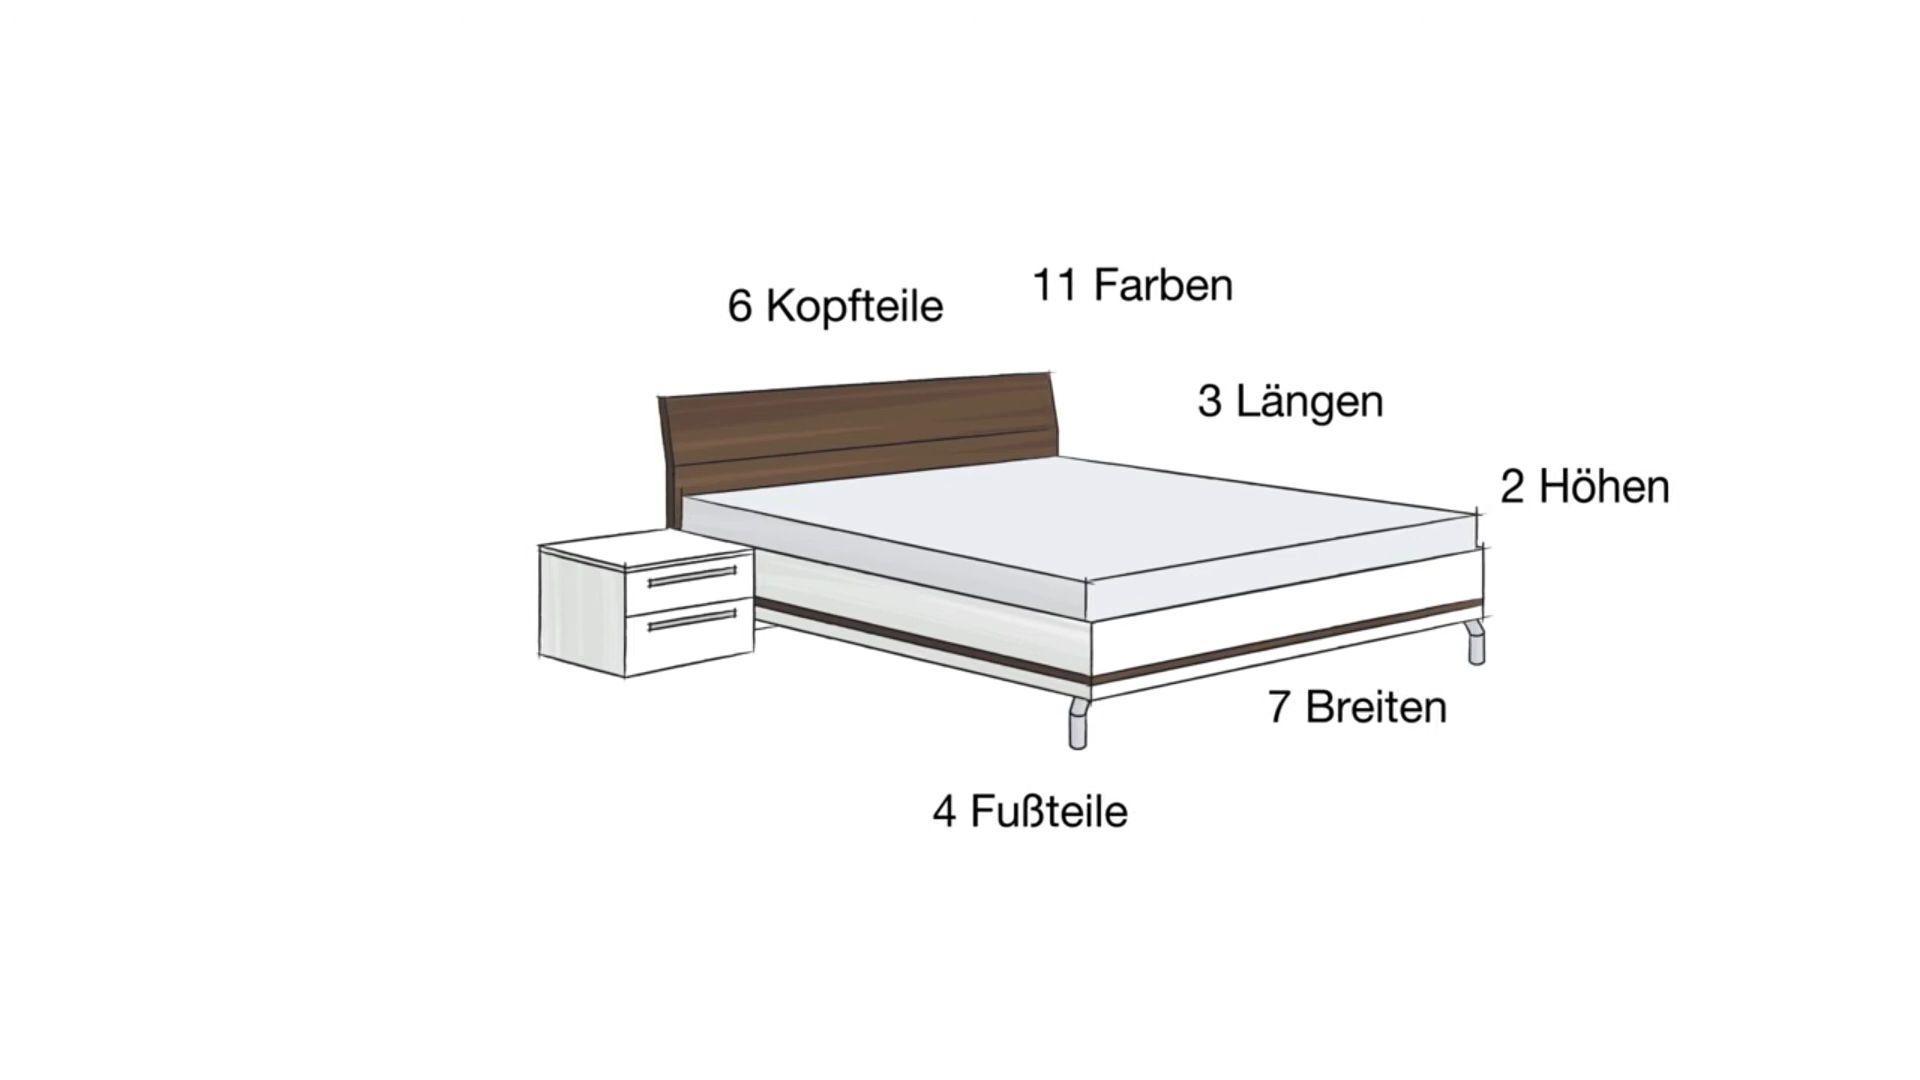 6 Kopfteile
11 Farben
3 Längen
2 Höhen
7 Breiten
4 Fußteile